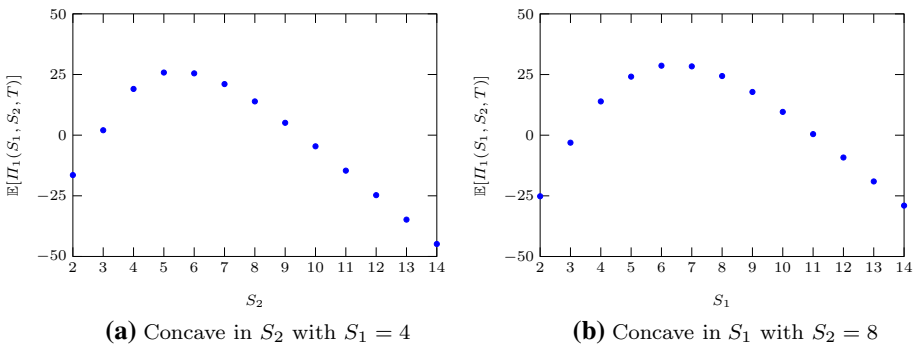 50
25
0
−25
−50
2 3 4 5 6 7 8 9 10 11 12 13 14
𝔼[Π₁(S₁, S₂, T)]
S₂
(a) Concave in S₂ with S₁ = 4
50
25
0
−25
−50
2 3 4 5 6 7 8 9 10 11 12 13 14
𝔼[Π₁(S₁, S₂, T)]
S₁
(b) Concave in S₁ with S₂ = 8